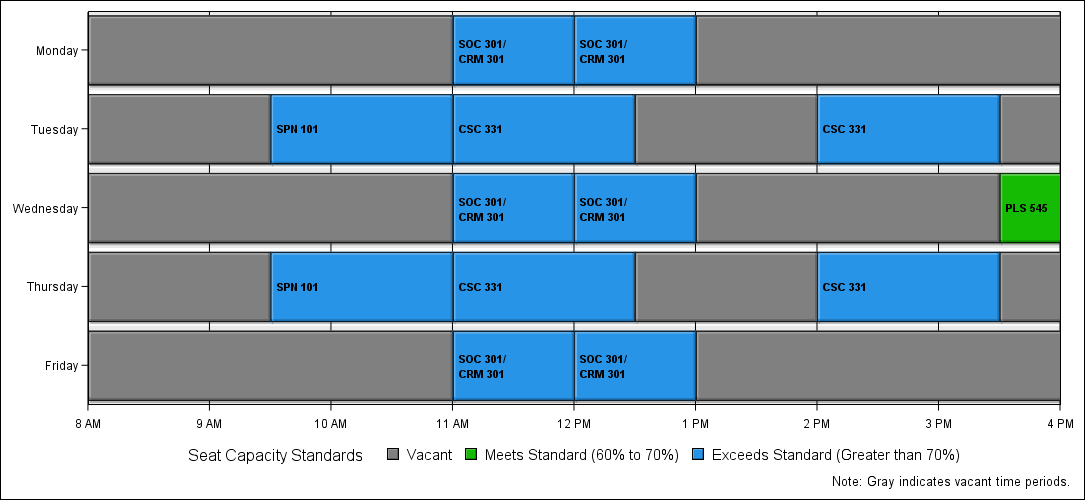 Monday
SOC 301/
CRM 301
SOC 301/
CRM 301
Tuesday
SPN 101
CSC 331
CSC 331
Wednesday
SOC 301/
CRM 301
SOC 301/
CRM 301
PLS 545
Thursday
SPN 101
CSC 331
CSC 331
Friday
SOC 301/
CRM 301
SOC 301/
CRM 301
8 AM 9 AM 10 AM 11 AM 12 PM 1 PM 2 PM 3 PM 4 PM
Seat Capacity Standards Vacant Meets Standard (60% to 70%) Exceeds Standard (Greater than 70%)
Note: Gray indicates vacant time periods.